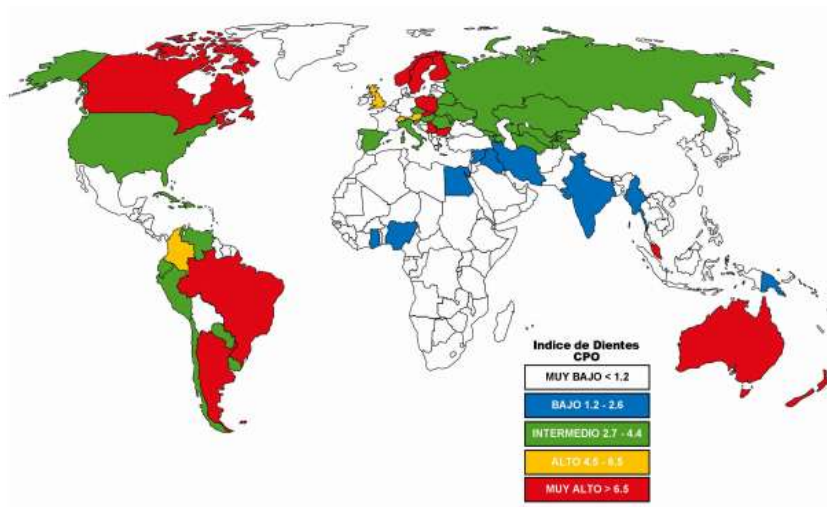 Indice de Dientes
CPO
MUY BAJO < 1.2
BAJO 1.2 - 2.6
INTERMEDIO 2.7 - 4.4
ALTO 4.5 - 6.5
MUY ALTO > 6.5